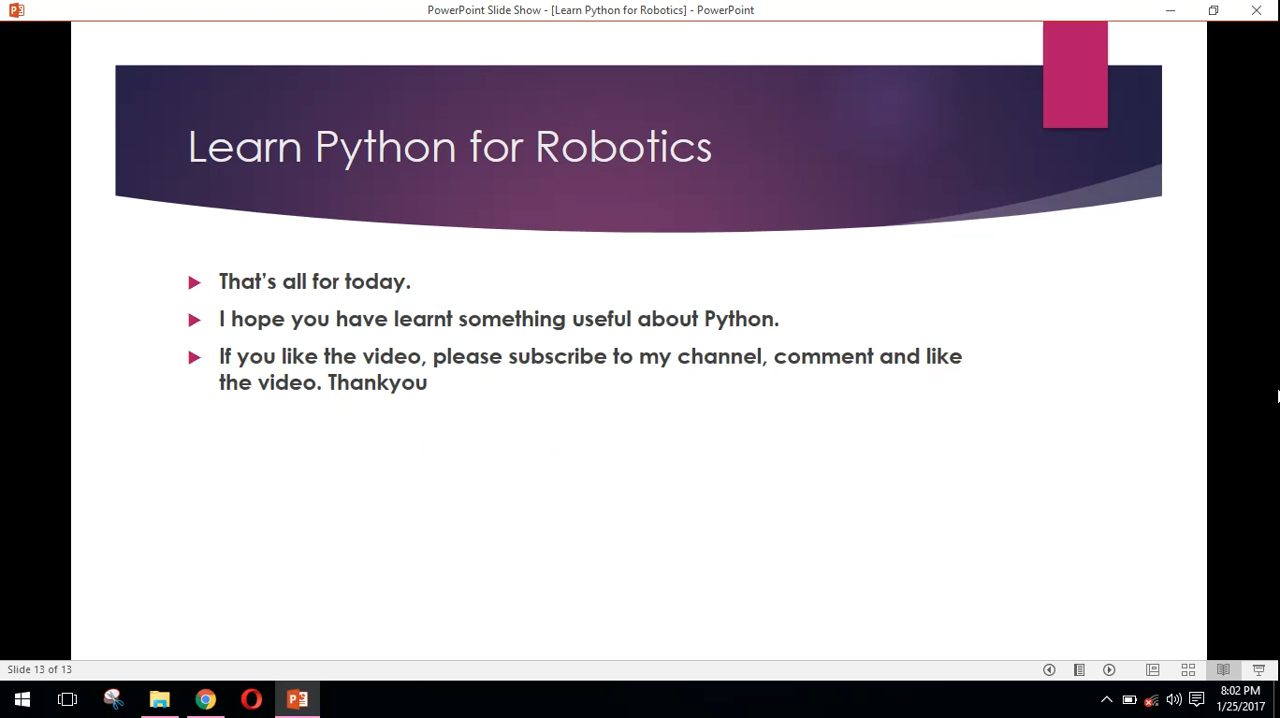 PowerPoint Slide Show - [Learn Python for Robotics] - PowerPoint
Learn Python for Robotics
That's all for today.
I hope you have learnt something useful about Python.
If you like the video, please subscribe to my channel, comment and like
the video. Thankyou
Slide 13 of 13
8:02 PM
1/25/2017